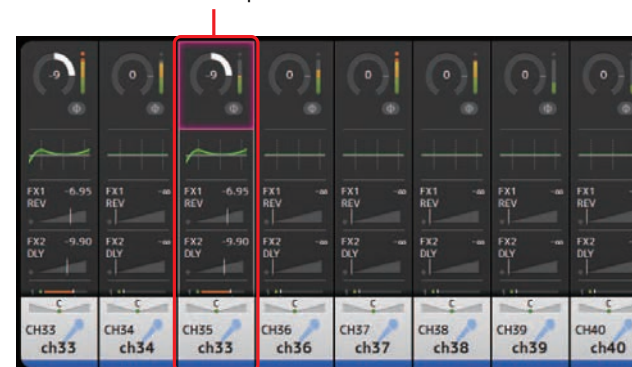 -9 0 -9 0 0 0 0 0
Φ Φ Φ Φ Φ Φ Φ
FX1 -6.95 FX1 -∞ FX1 -6.95 FX1 -∞ FX1 -∞ FX1 -∞ FX1 -∞ FX1
REV REV REV REV REV REV REV REV
FX2 -9.90 FX2 -∞ FX2 -9.90 FX2 -∞ FX2 -∞ FX2 -∞ FX2 -∞ FX2
DLY DLY DLY DLY DLY DLY DLY DLY
C C C C C C C C
CH33 CH34 CH35 CH36 CH37 CH38 CH39 CH40
ch33 ch34 ch33 ch36 ch37 ch38 ch39 ch40